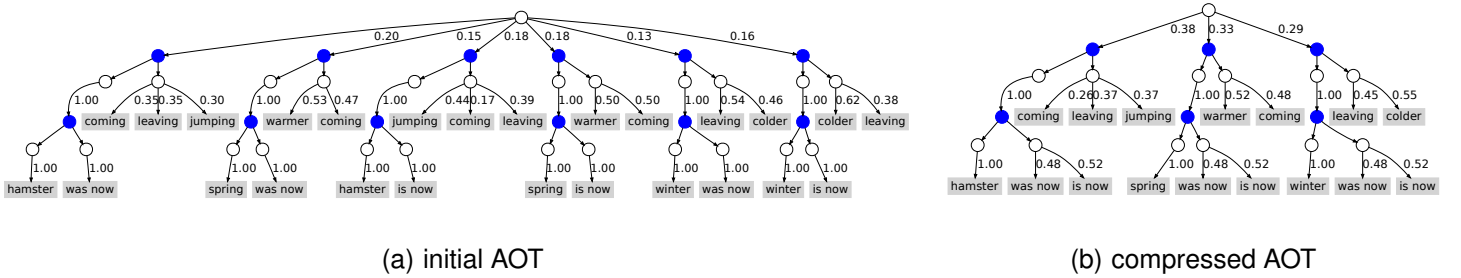 0.20 0.15 0.18 0.18 0.13 0.16
1.00 0.35 0.35 0.30 1.00 0.53 0.47 1.00 0.44 0.17 0.39 1.00 0.50 0.50 1.00 0.54 0.46 1.00 0.62 0.38
coming leaving jumping warmer coming jumping coming leaving warmer coming leaving colder colder leaving
1.00 1.00 1.00 1.00 1.00 1.00 1.00 1.00 1.00 1.00 1.00 1.00
hamster was now spring was now hamster is now spring is now winter was now winter is now
(a) initial AOT
0.38 0.33 0.29
1.00 0.26 0.37 0.37 1.00 0.52 0.48 1.00 0.45 0.55
coming leaving jumping warmer coming leaving colder
1.00 0.48 0.52 1.00 0.48 0.52 1.00 0.48 0.52
hamster was now is now spring was now is now winter was now is now
(b) compressed AOT